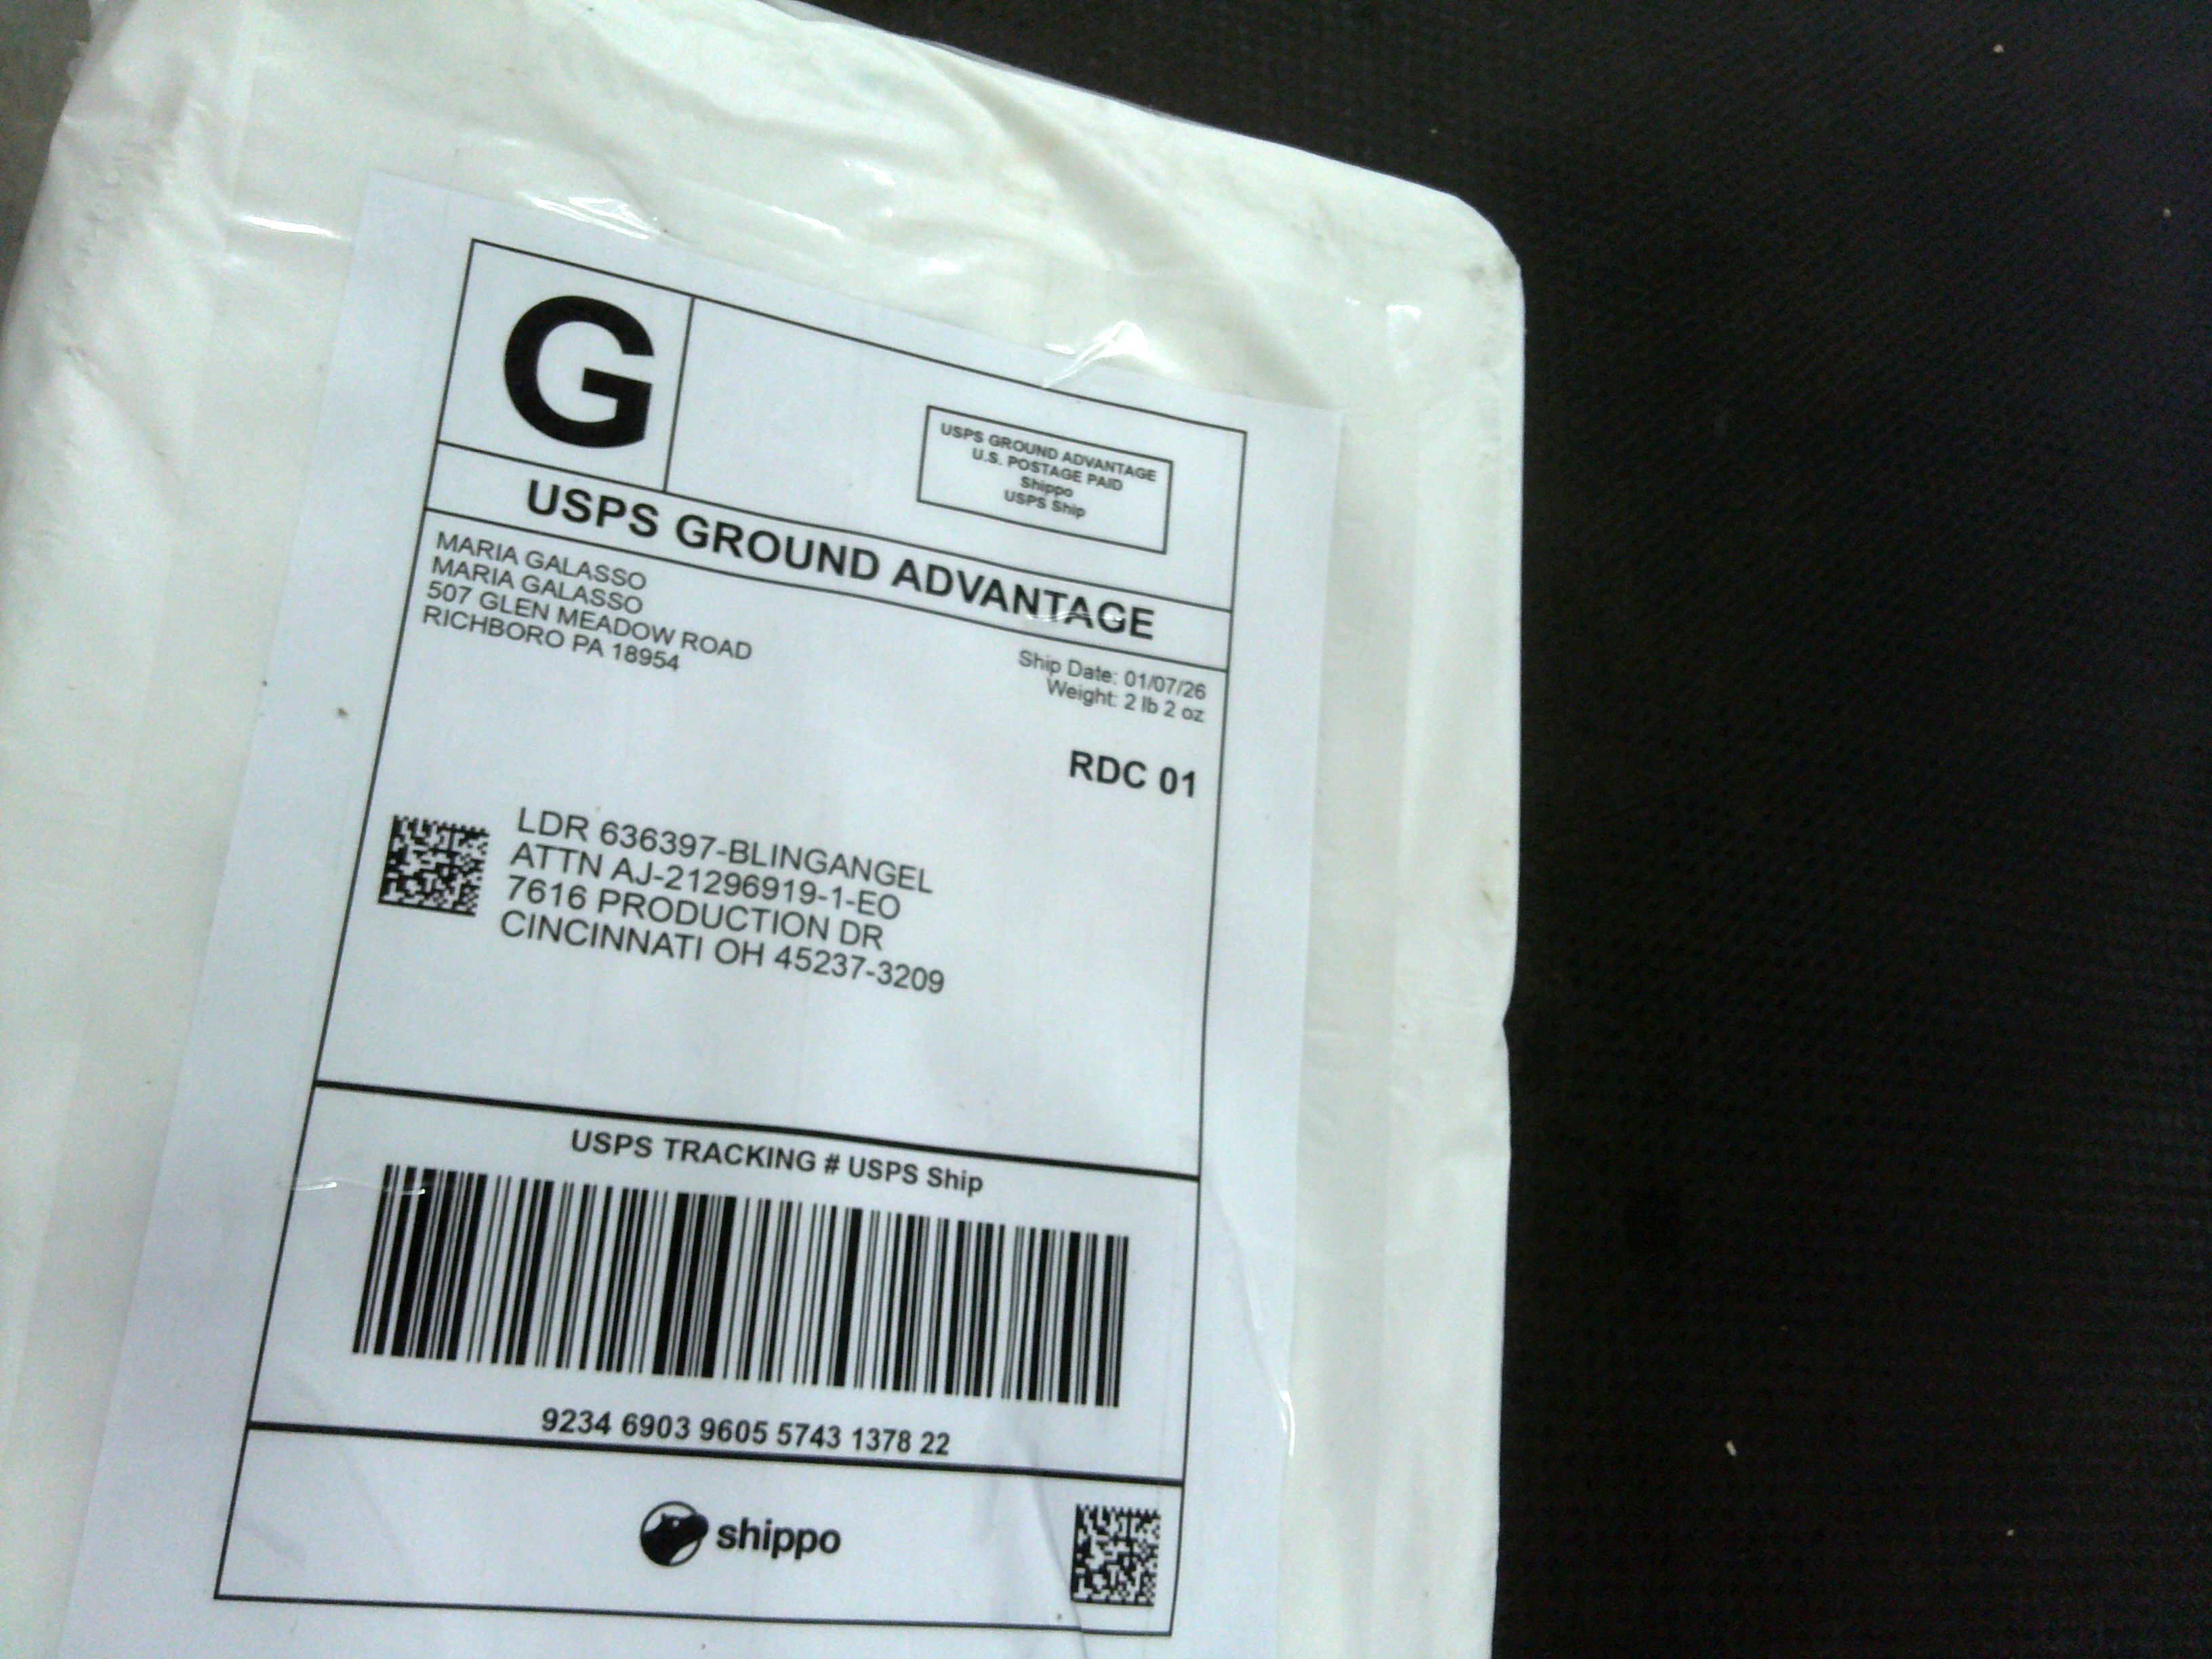 G
USPS GROUND ADVANTAGE
U.S. POSTAGE PAID
Shippo
USPS Ship
USPS GROUND ADVANTAGE
MARIA GALASSO
MARIA GALASSO
507 GLEN MEADOW ROAD
RICHBORO PA 18954
Ship Date: 01/07/26
Weight: 2 lb 2 oz
RDC 01
LDR 636397-BLINGANGEL
ATTN AJ-21296919-1-EO
7616 PRODUCTION DR
CINCINNATI OH 45237-3209
USPS TRACKING # USPS Ship
9234 6903 9605 5743 1378 22
shippo